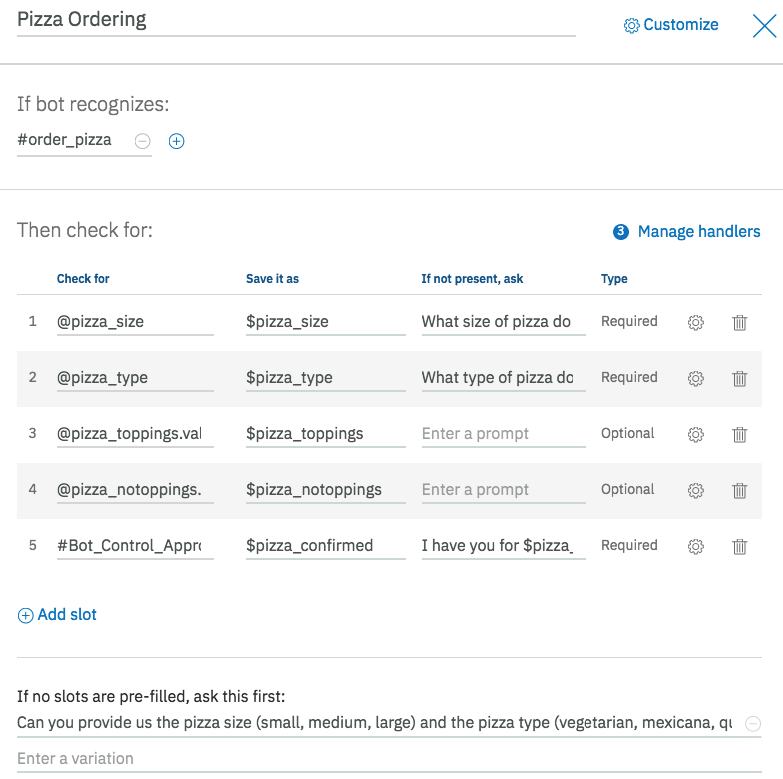 Pizza Ordering
Customize
If bot recognizes:
#order_pizza
Then check for:
3 Manage handlers
Check for Save it as If not present, ask Type
1 @pizza_size $pizza_size What size of pizza do Required
2 @pizza_type $pizza_type What type of pizza do Required
3 @pizza_toppings.val $pizza_toppings Enter a prompt Optional
4 @pizza_notoppings. $pizza_notoppings Enter a prompt Optional
5 #Bot_Control_Appro $pizza_confirmed I have you for $pizza_ Required
Add slot
If no slots are pre-filled, ask this first:
Can you provide us the pizza size (small, medium, large) and the pizza type (vegetarian, mexicana, qu
Enter a variation